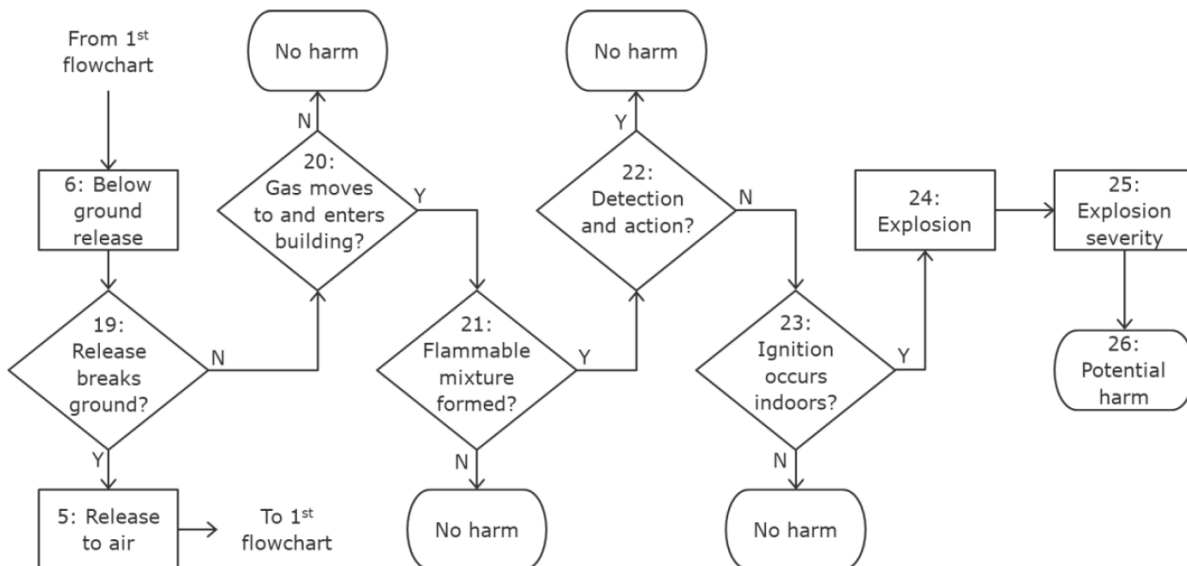 From 1st
flowchart
6: Below
ground
release
19:
Release
breaks
ground?
N
Y
5: Release
to air
To 1st
flowchart
No harm
N
20:
Gas moves
to and enters
building?
Y
21:
Flammable
mixture
formed?
Y
N
No harm
No harm
Y
22:
Detection
and action?
N
23:
Ignition
occurs
indoors?
Y
N
No harm
24:
Explosion
25:
Explosion
severity
26:
Potential
harm